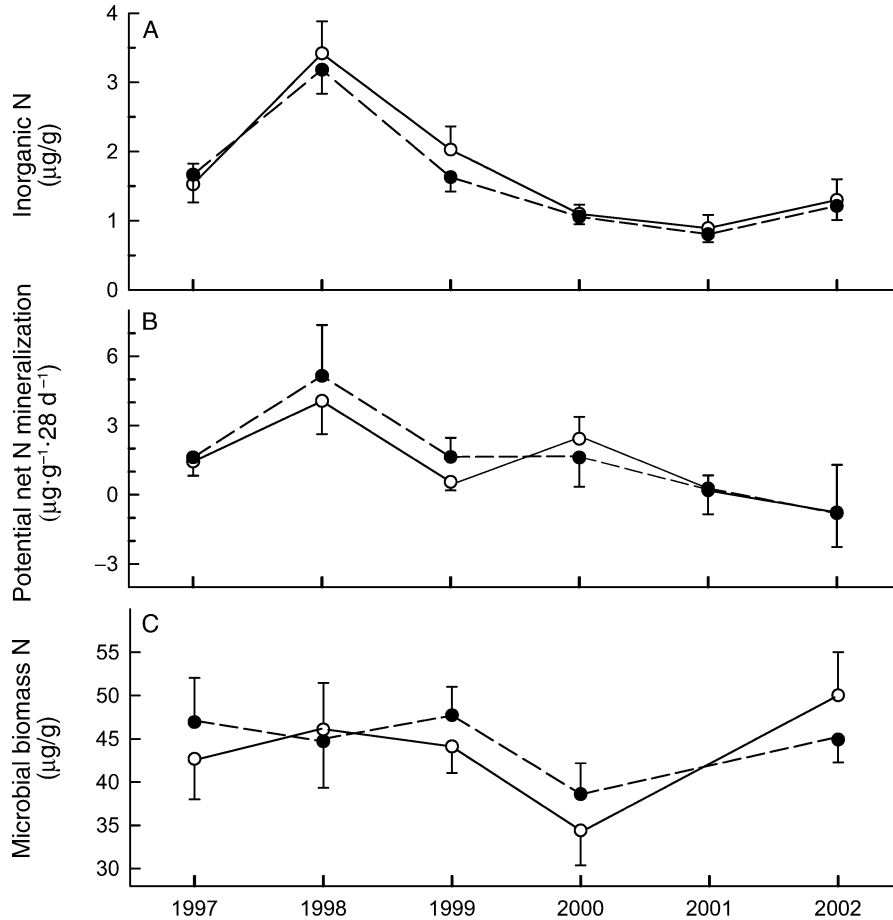 A
Inorganic N
(µg/g)
4
3
2
1
0
B
Potential net N mineralization
(µg·g⁻¹·28 d⁻¹)
6
3
0
−3
C
Microbial biomass N
(µg/g)
55
50
45
40
35
30
1997 1998 1999 2000 2001 2002